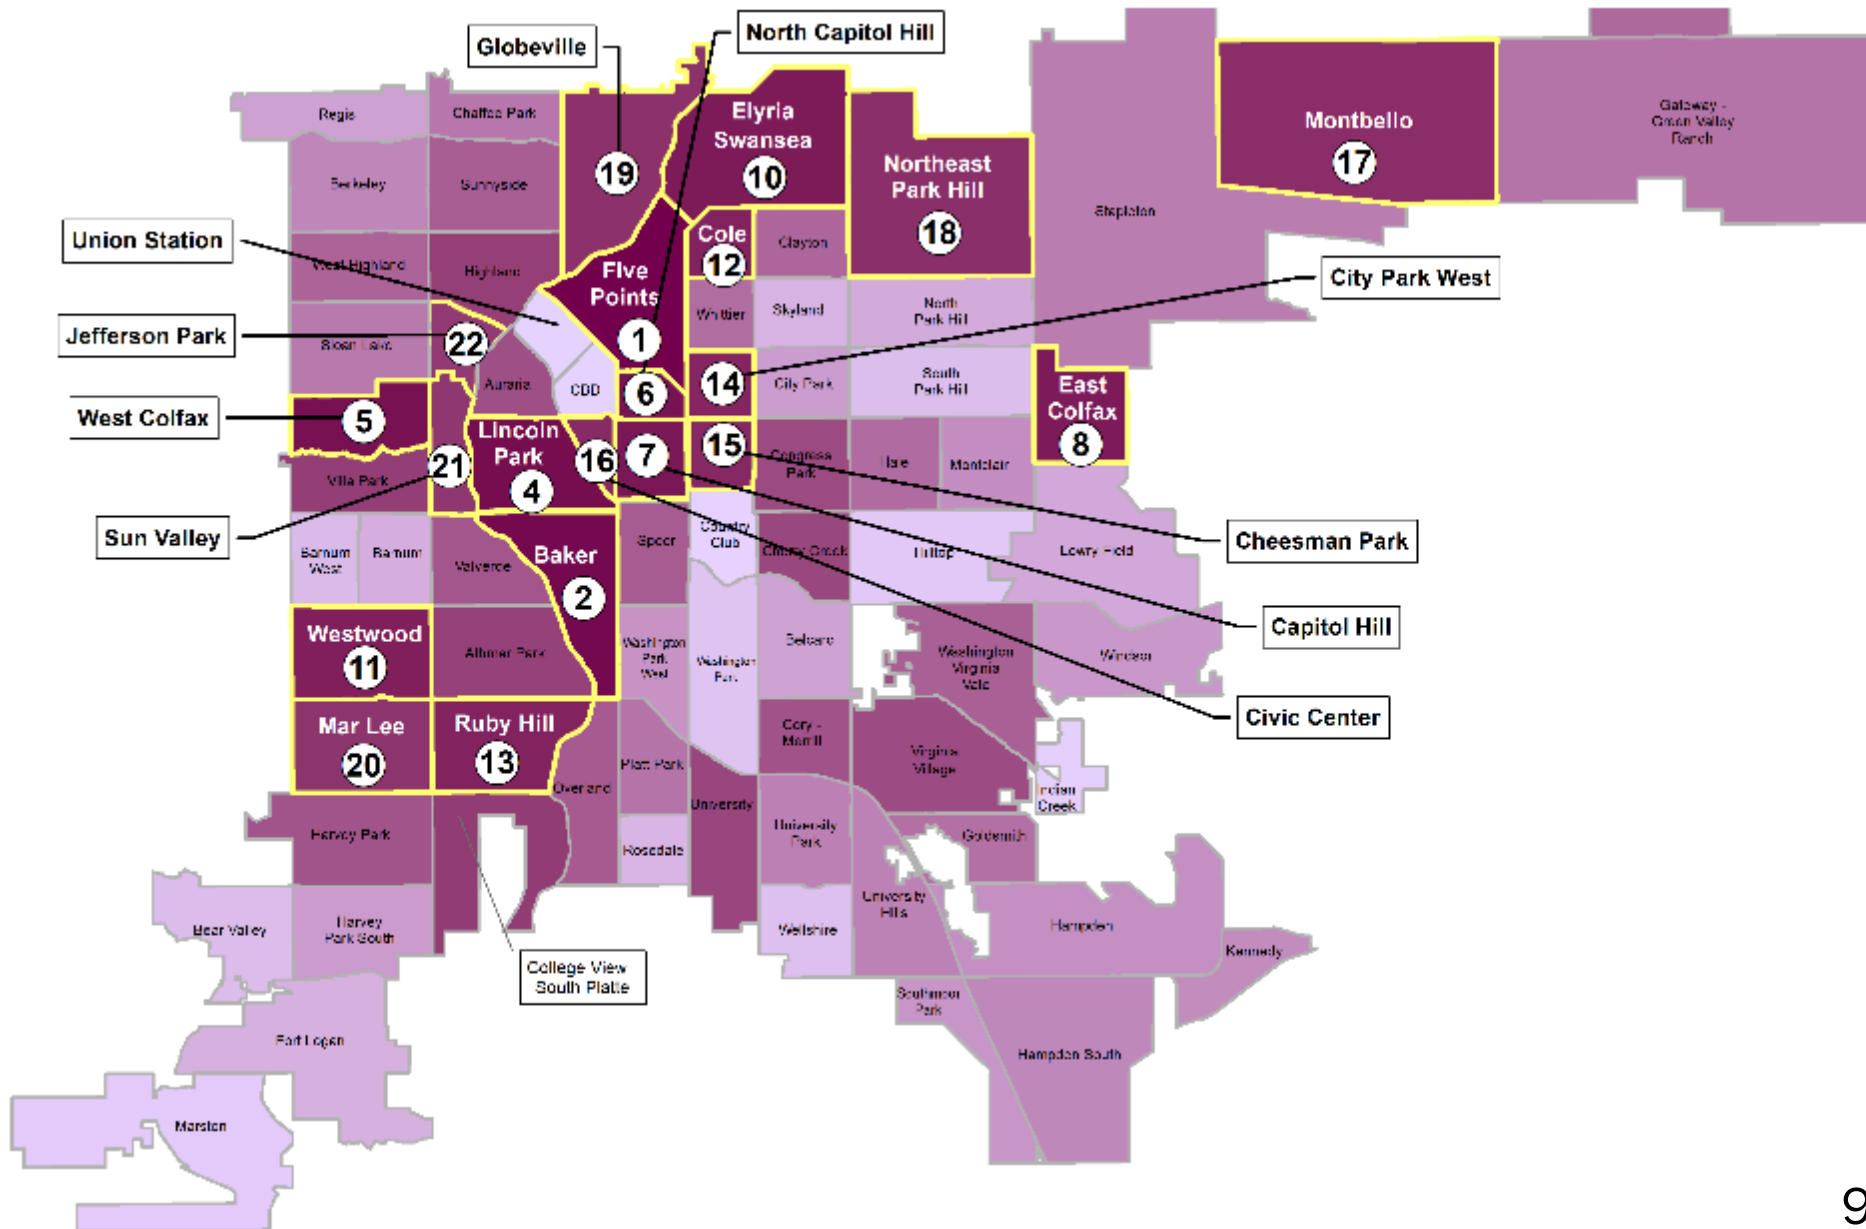 North Capitol Hill
Globeville
Regis
Chaffee Park
Elyria
Swansea
10
19
Montbello
17
Gateway -
Green Valley
Ranch
Northeast
Park Hill
18
Berkeley
Sunnyside
Stapleton
Union Station
Cole
12
Clayton
West Highland
Highland
Five
Points
1
City Park West
Whittier
Skyland
North
Park Hill
Jefferson Park
22
Sloan Lake
Auraria
CBD
6
14
City Park
South
Park Hill
East
Colfax
8
West Colfax
5
Lincoln
Park
4
16
7
15
Congress
Park
Hale
Montclair
21
Villa Park
Sun Valley
Barnum
West
Barnum
Valverde
Baker
2
Speer
Country
Club
Cherry Creek
Hilltop
Lowry Field
Cheesman Park
Capitol Hill
Westwood
11
Athmar Park
Washington
Park
West
Washington
Park
Belcaro
Washington
Virginia
Vale
Windsor
Civic Center
Mar Lee
20
Ruby Hill
13
Overland
Platt Park
Cory -
Merrill
Virginia
Village
Indian
Creek
University
Harvey Park
Rosedale
University
Park
Goldsmith
University
Hills
Bear Valley
Harvey
Park South
Wellshire
Hampden
Kennedy
College View
South Platte
Southmoor
Park
Fort Logan
Hampden South
Marston
9